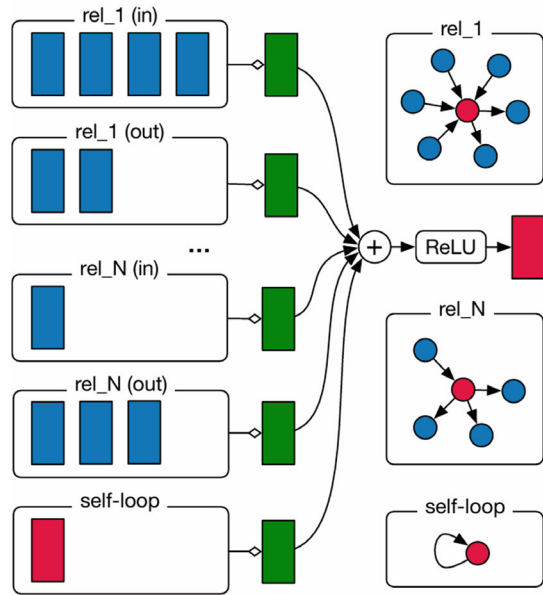 rel_1 (in)
rel_1 (out)
...
rel_N (in)
rel_N (out)
self-loop
+
ReLU
rel_1
rel_N
self-loop